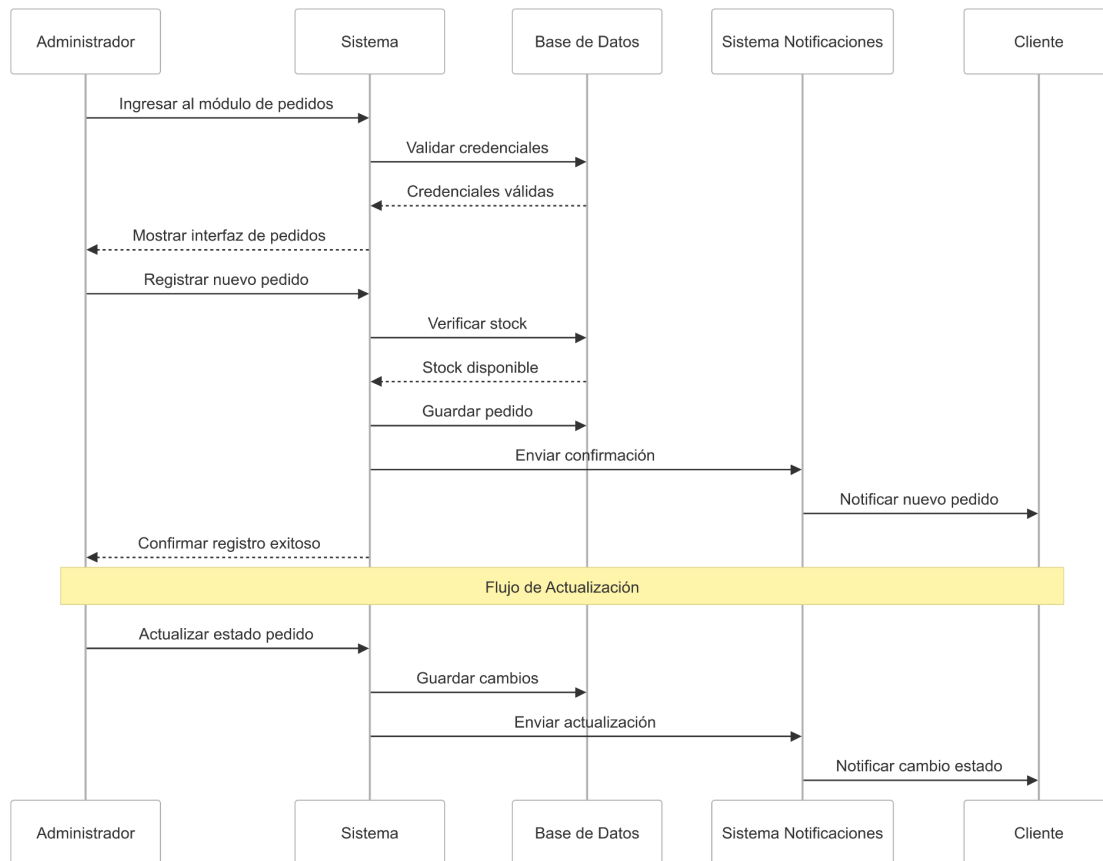 Administrador
Sistema
Base de Datos
Sistema Notificaciones
Cliente
Ingresar al módulo de pedidos
Validar credenciales
Credenciales válidas
Mostrar interfaz de pedidos
Registrar nuevo pedido
Verificar stock
Stock disponible
Guardar pedido
Enviar confirmación
Notificar nuevo pedido
Confirmar registro exitoso
Flujo de Actualización
Actualizar estado pedido
Guardar cambios
Enviar actualización
Notificar cambio estado
Administrador
Sistema
Base de Datos
Sistema Notificaciones
Cliente